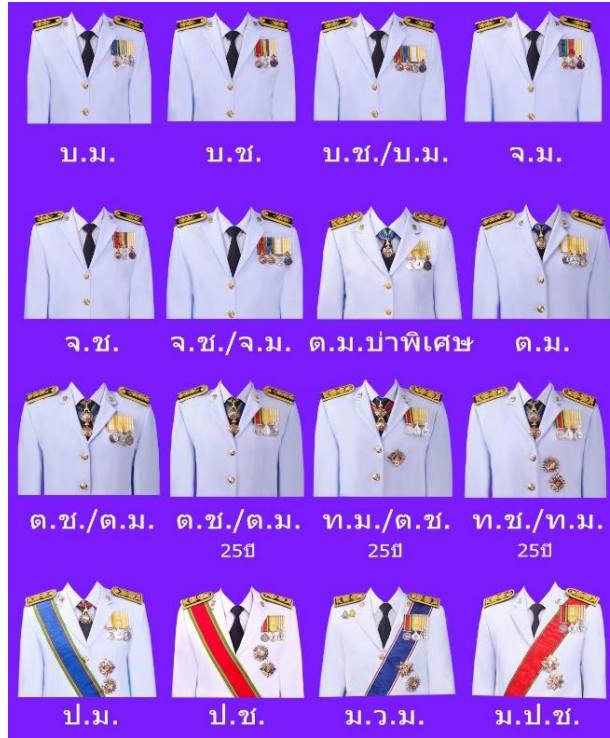 บ.ม. บ.ช. บ.ช./บ.ม. จ.ม.
จ.ช. จ.ช./จ.ม. ต.ม.บ่าพิเศษ ต.ม.
ต.ช./ต.ม. ต.ช./ต.ม. ท.ม./ต.ช. ท.ช./ท.ม.
25ปี 25ปี 25ปี
ป.ม. ป.ช. ม.ว.ม. ม.ป.ช.